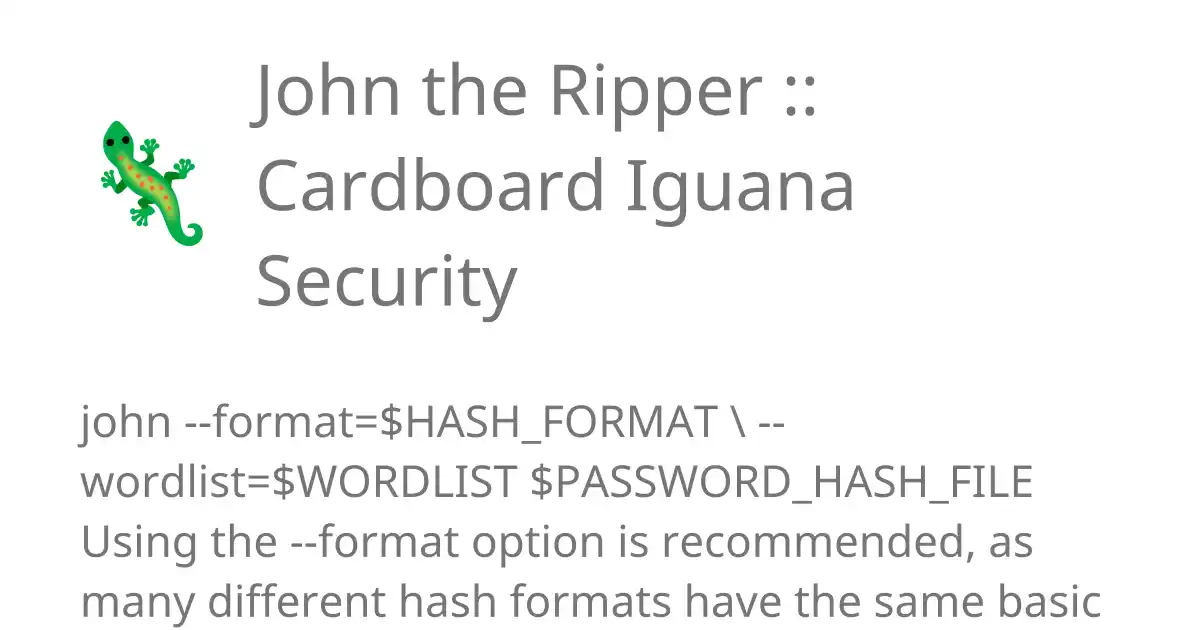 John the Ripper ::
Cardboard Iguana
Security
john --format=$HASH_FORMAT \ --
wordlist=$WORDLIST $PASSWORD_HASH_FILE
Using the --format option is recommended, as
many different hash formats have the same basic